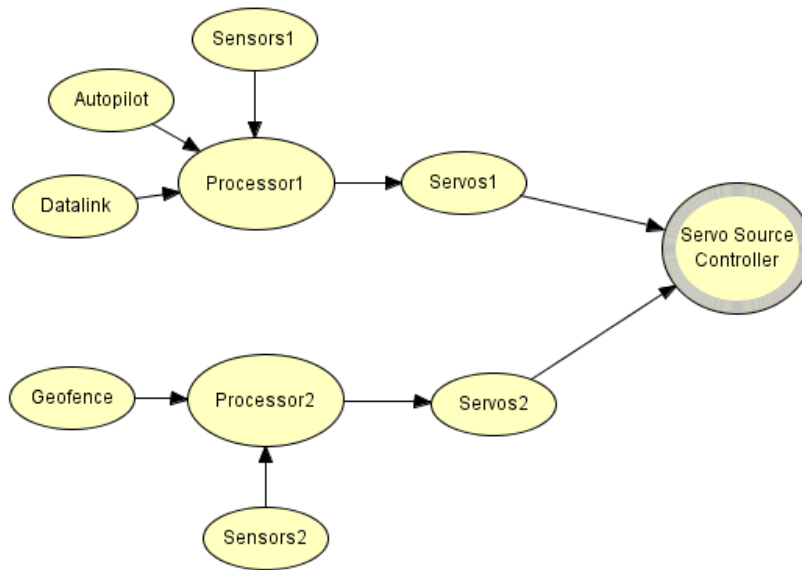 Sensors1
Autopilot
Processor1
Servos1
Datalink
Servo Source
Controller
Geofence
Processor2
Servos2
Sensors2